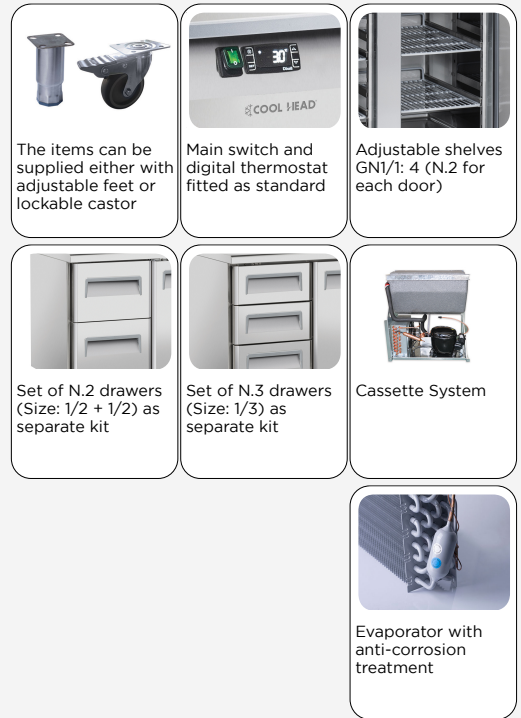 30°
COOL HEAD
The items can be
supplied either with
adjustable feet or
lockable castor
Main switch and
digital thermostat
fitted as standard
Adjustable shelves
GN1/1: 4 (N.2 for
each door)
Set of N.2 drawers
(Size: 1/2 + 1/2) as
separate kit
Set of N.3 drawers
(Size: 1/3) as
separate kit
Cassette System
Evaporator with
anti-corrosion
treatment